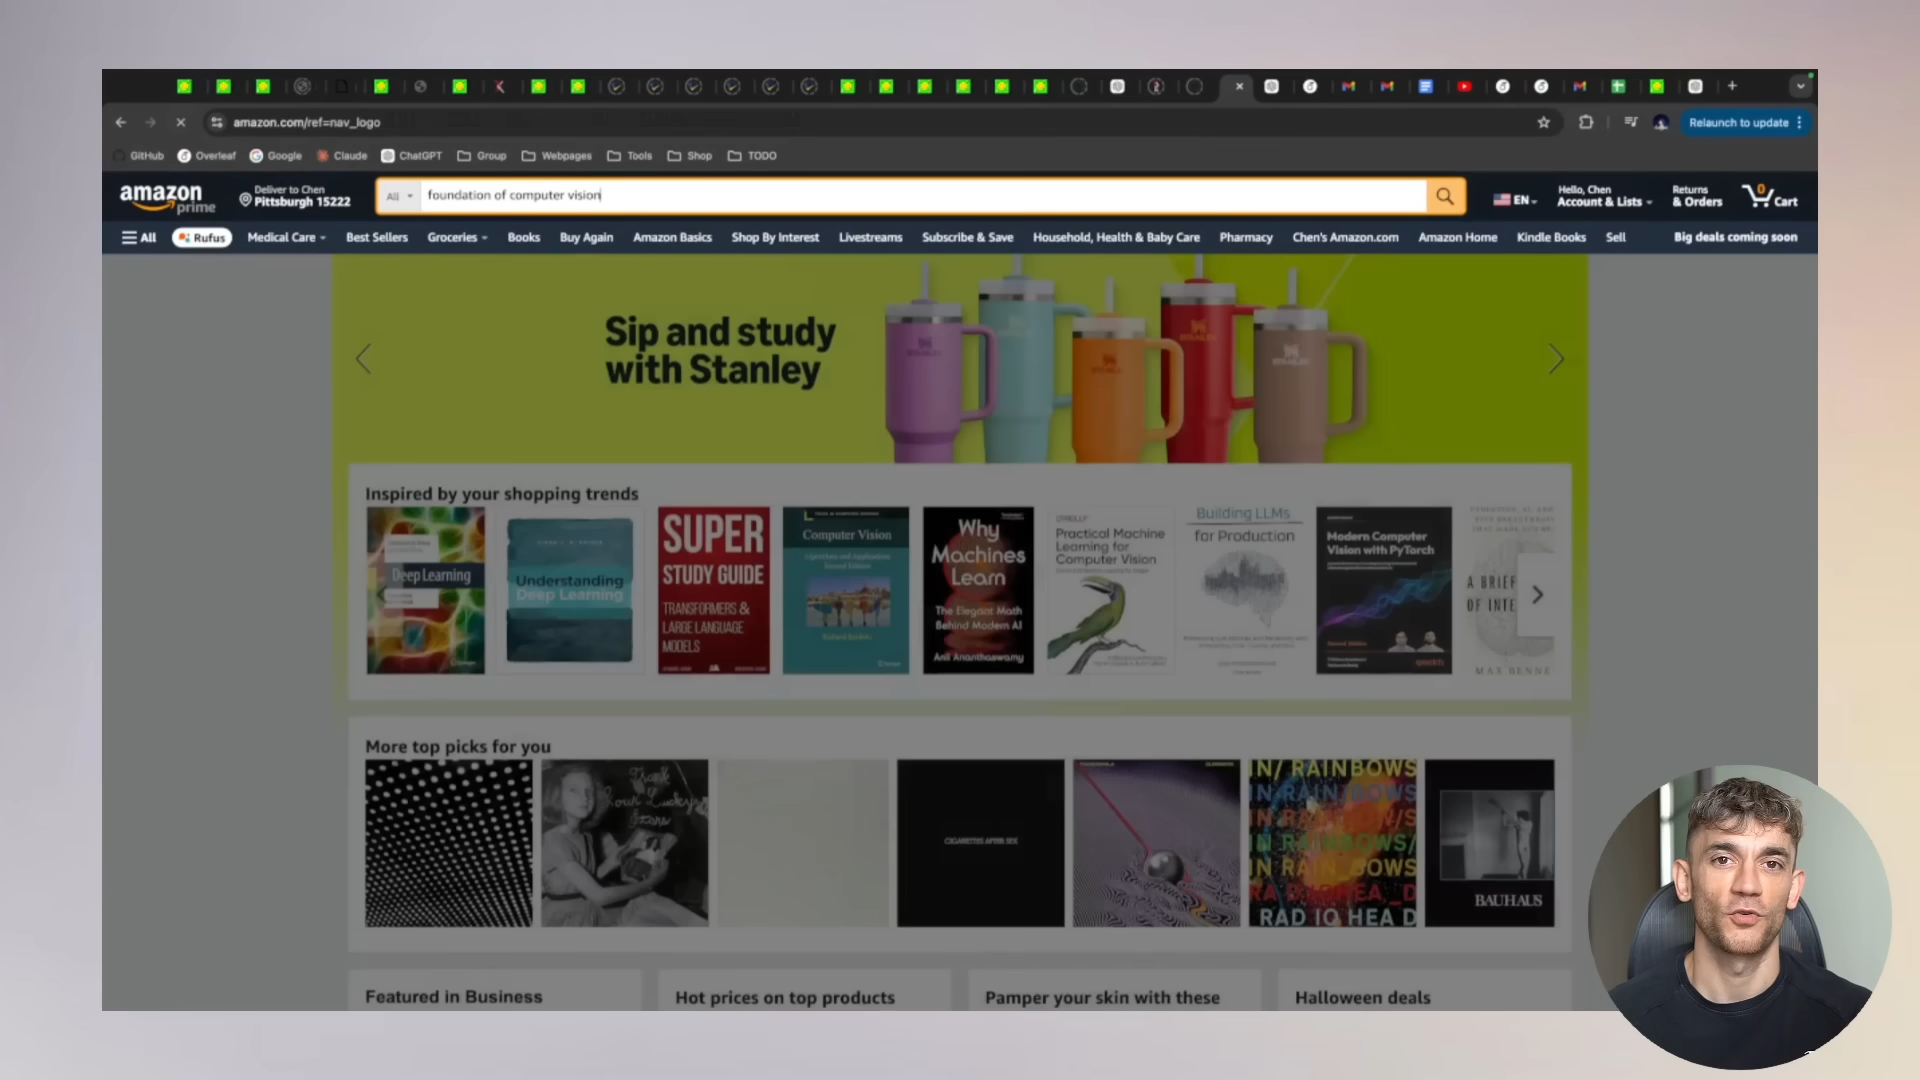 amazon.com/ref=nav_logo
Relaunch to update
GitHub Overleaf Google Claude ChatGPT Group Webpages Tools Shop TODO
amazon prime
Deliver to Chen
Pittsburgh 15222
All
foundation of computer vision
EN
Hello, Chen
Account & Lists
Returns
& Orders
0
Cart
All Rufus Medical Care Best Sellers Groceries Books Buy Again Amazon Basics Shop By Interest Livestreams Subscribe & Save Household, Health & Baby Care Pharmacy Chen's Amazon.com Amazon Home Kindle Books Sell Big deals coming soon
Sip and study
with Stanley
Inspired by your shopping trends
Deep Learning
Understanding
Deep Learning
SUPER
STUDY GUIDE
TRANSFORMERS &
LARGE LANGUAGE
MODELS
Computer Vision
Why
Machines
Learn
The Elegant Math
Behind Modern AI
Anil Ananthaswamy
O'REILLY
Practical Machine
Learning for
Computer Vision
Building LLMs
for Production
Modern Computer
Vision with PyTorch
A BRIEF
OF INTE
MAX BENNE
More top picks for you
Thank
Your Lucky
Stars
CIGARETTES AFTER SEX
IN/ RAINBOWS
IN RAINBOWS
IN RAINBOWS/
RAD IO HEA D
BAUHAUS
Featured in Business
Hot prices on top products
Pamper your skin with these
Halloween deals